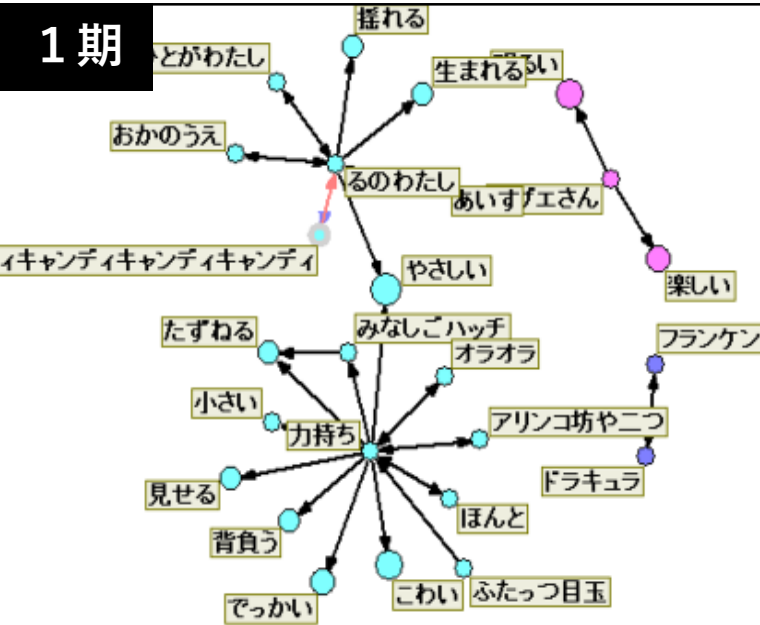 1期
揺れる
とがわたし
生まれる
るい
おかのうえ
るのわたし
あいす
ザエさん
ィキャンディキャンディキャンディ
やさしい
楽しい
たずねる
みなしごハッチ
オラオラ
フランケン
小さい
力持ち
アリンコ坊や二つ
見せる
ドラキュラ
ほんと
背負う
でっかい
こわい
ふたっつ目玉